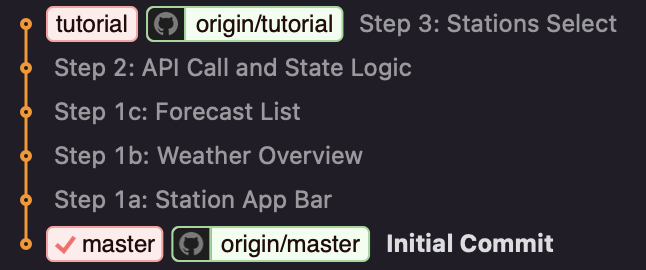 tutorial origin/tutorial Step 3: Stations Select
Step 2: API Call and State Logic
Step 1c: Forecast List
Step 1b: Weather Overview
Step 1a: Station App Bar
master origin/master Initial Commit